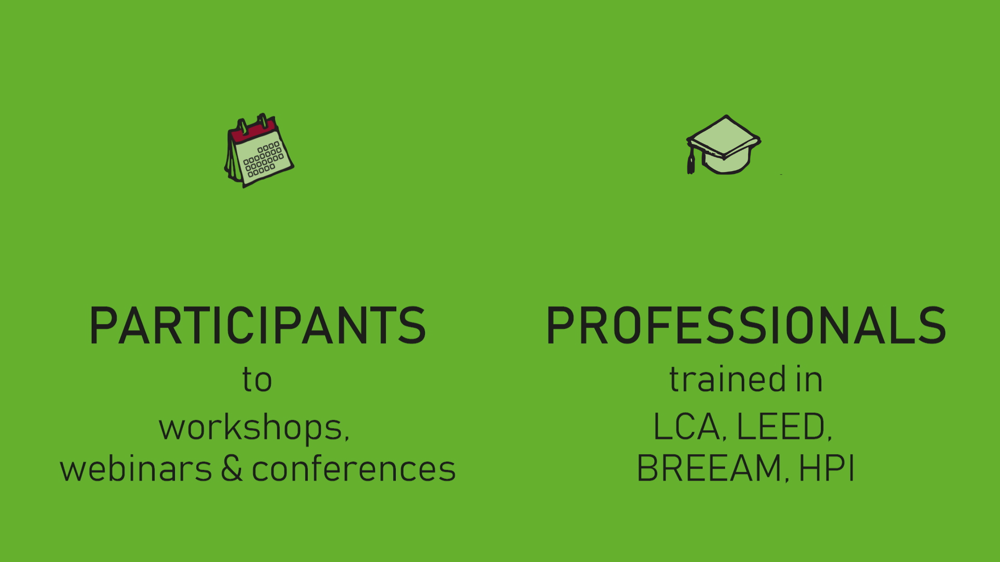 PARTICIPANTS
to
workshops,
webinars & conferences
PROFESSIONALS
trained in
LCA, LEED,
BREEAM, HPI